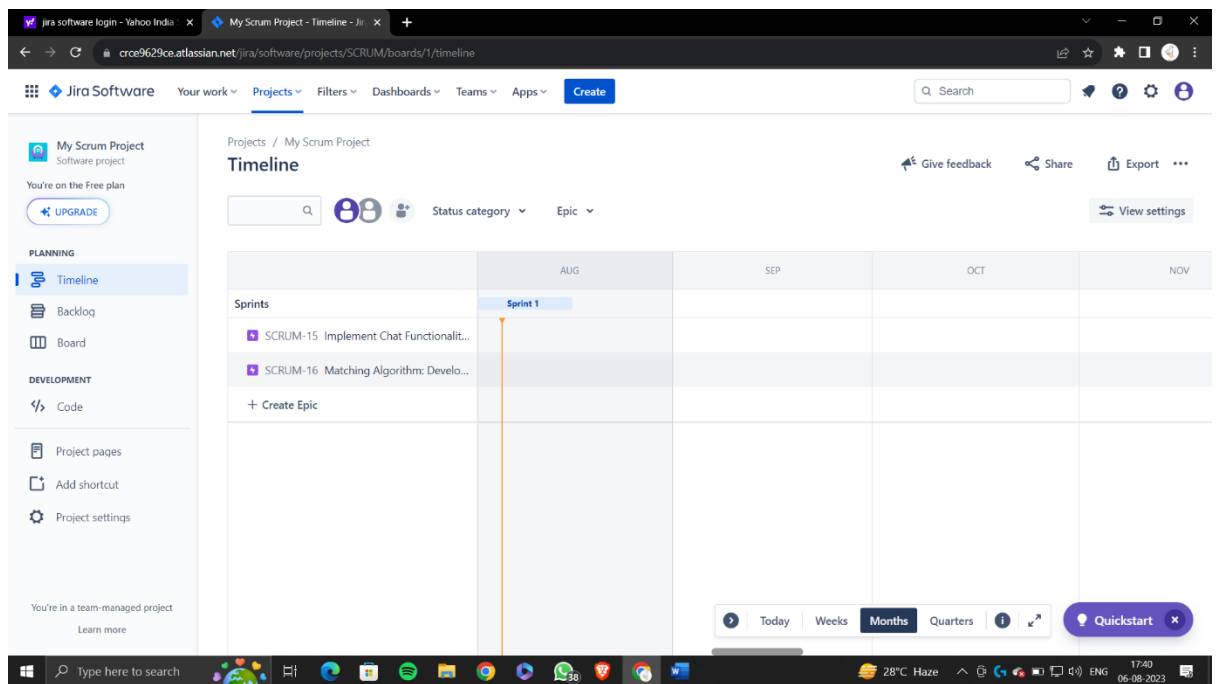 jira software login - Yahoo India S
My Scrum Project - Timeline - Jir
crce9629ce.atlassian.net/jira/software/projects/SCRUM/boards/1/timeline
Jira Software
Your work
Projects
Filters
Dashboards
Teams
Apps
Create
Search
My Scrum Project
Software project
You're on the Free plan
UPGRADE
PLANNING
Timeline
Backlog
Board
DEVELOPMENT
Code
Project pages
Add shortcut
Project settings
You're in a team-managed project
Learn more
Projects / My Scrum Project
Timeline
Give feedback
Share
Export
Status category
Epic
View settings
AUG
SEP
OCT
NOV
Sprints
Sprint 1
SCRUM-15 Implement Chat Functionalit...
SCRUM-16 Matching Algorithm: Develo...
+ Create Epic
Today
Weeks
Months
Quarters
Quickstart
Type here to search
38
28°C Haze
ENG
17:40
06-08-2023